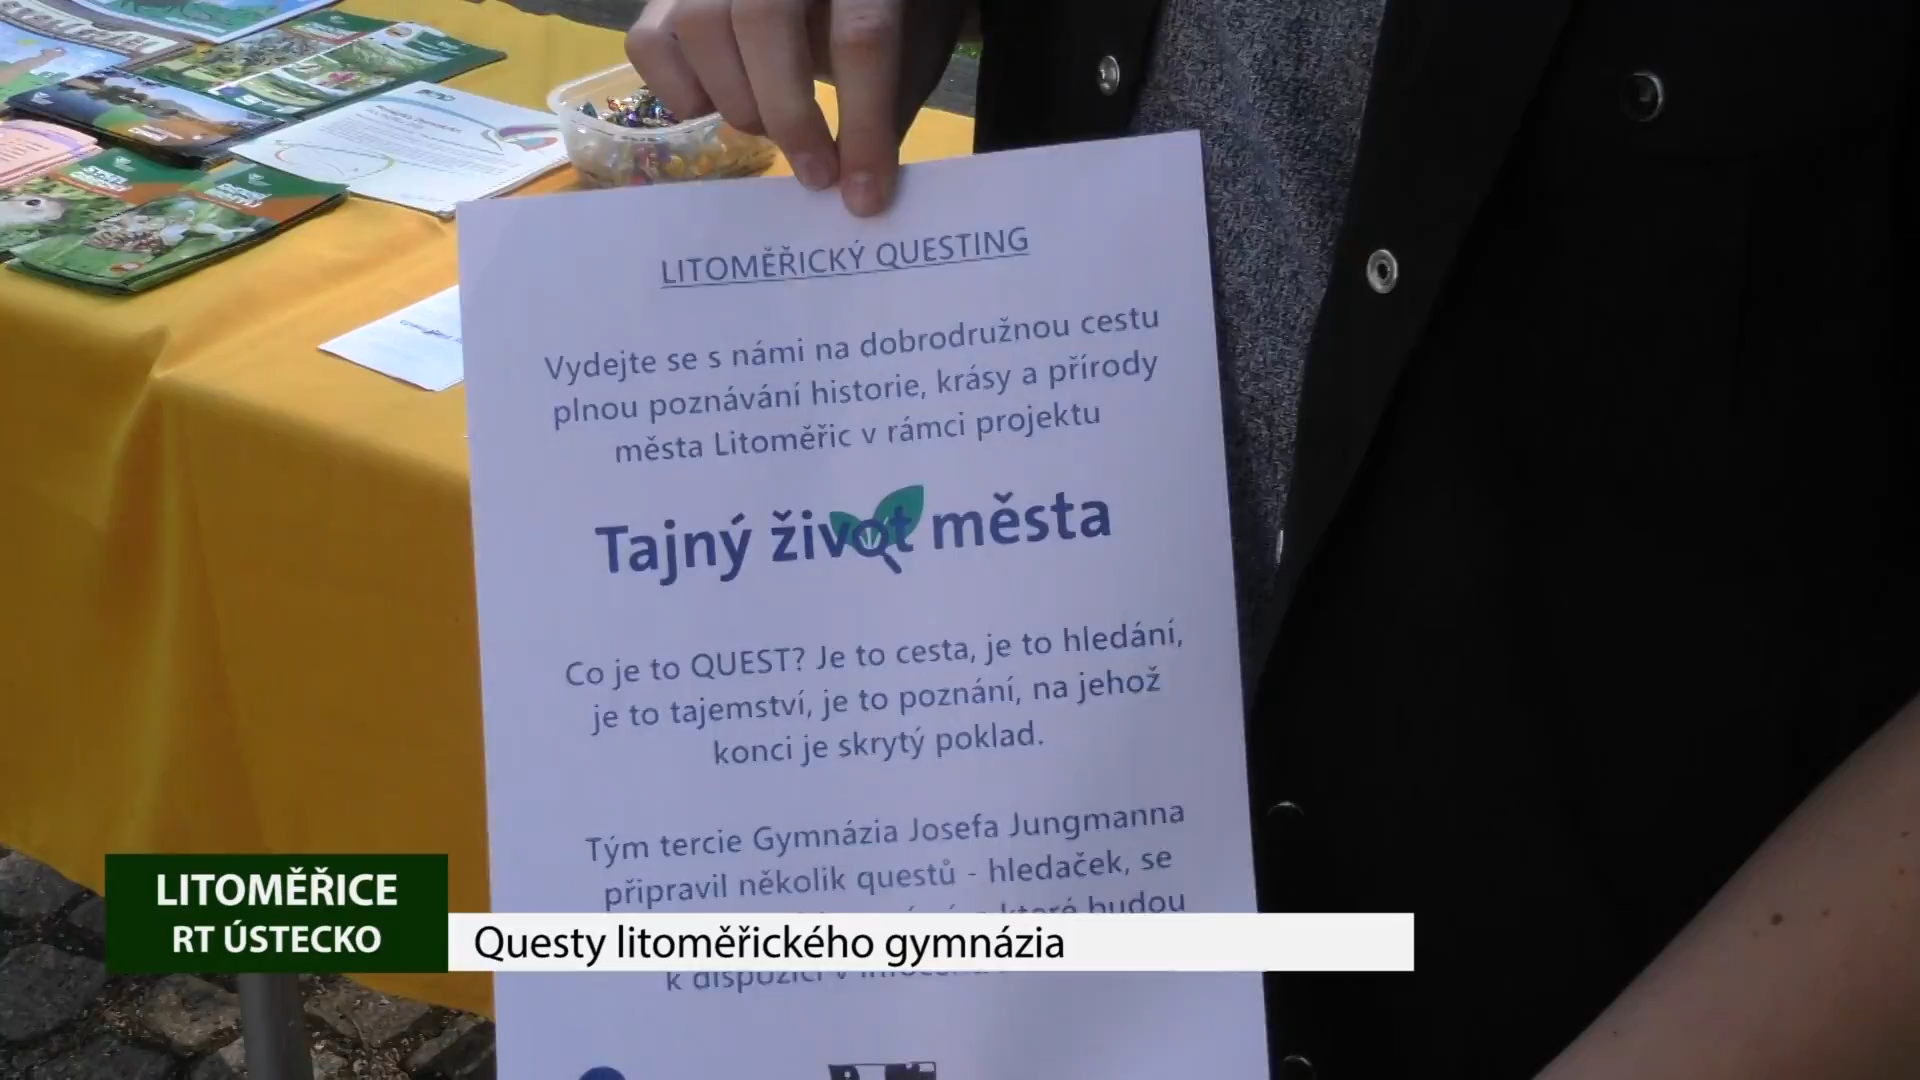 LITOMĚŘICKÝ QUESTING
Vydejte se s námi na dobrodružnou cestu
plnou poznávání historie, krásy a přírody
města Litoměřic v rámci projektu
Tajný život města
Co je to QUEST? Je to cesta, je to hledání,
je to tajemství, je to poznání, na jehož
konci je skrytý poklad.
Tým tercie Gymnázia Josefa Jungmanna
připravil několik questů - hledaček, se
které budou
k dispozici v
LITOMĚŘICE
RT ÚSTECKO
Questy litoměřického gymnázia